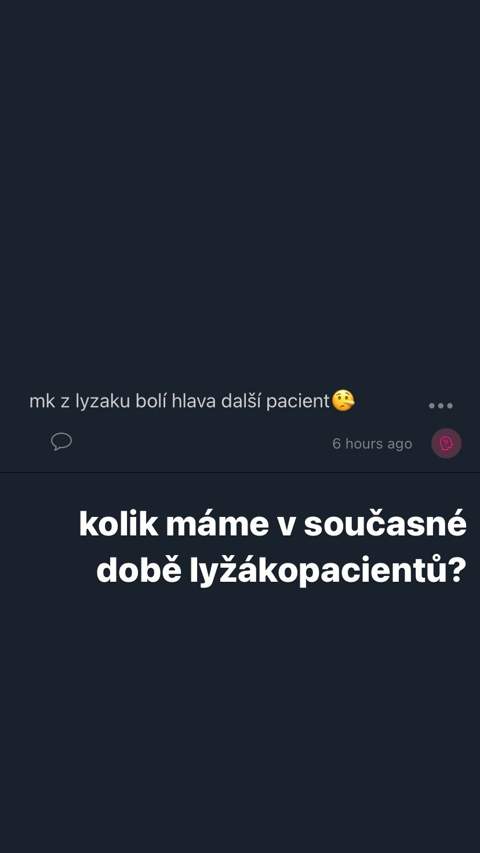 mk z lyzaku bolí hlava další pacient🤕
6 hours ago
kolik máme v současné
době lyžákopacientů?